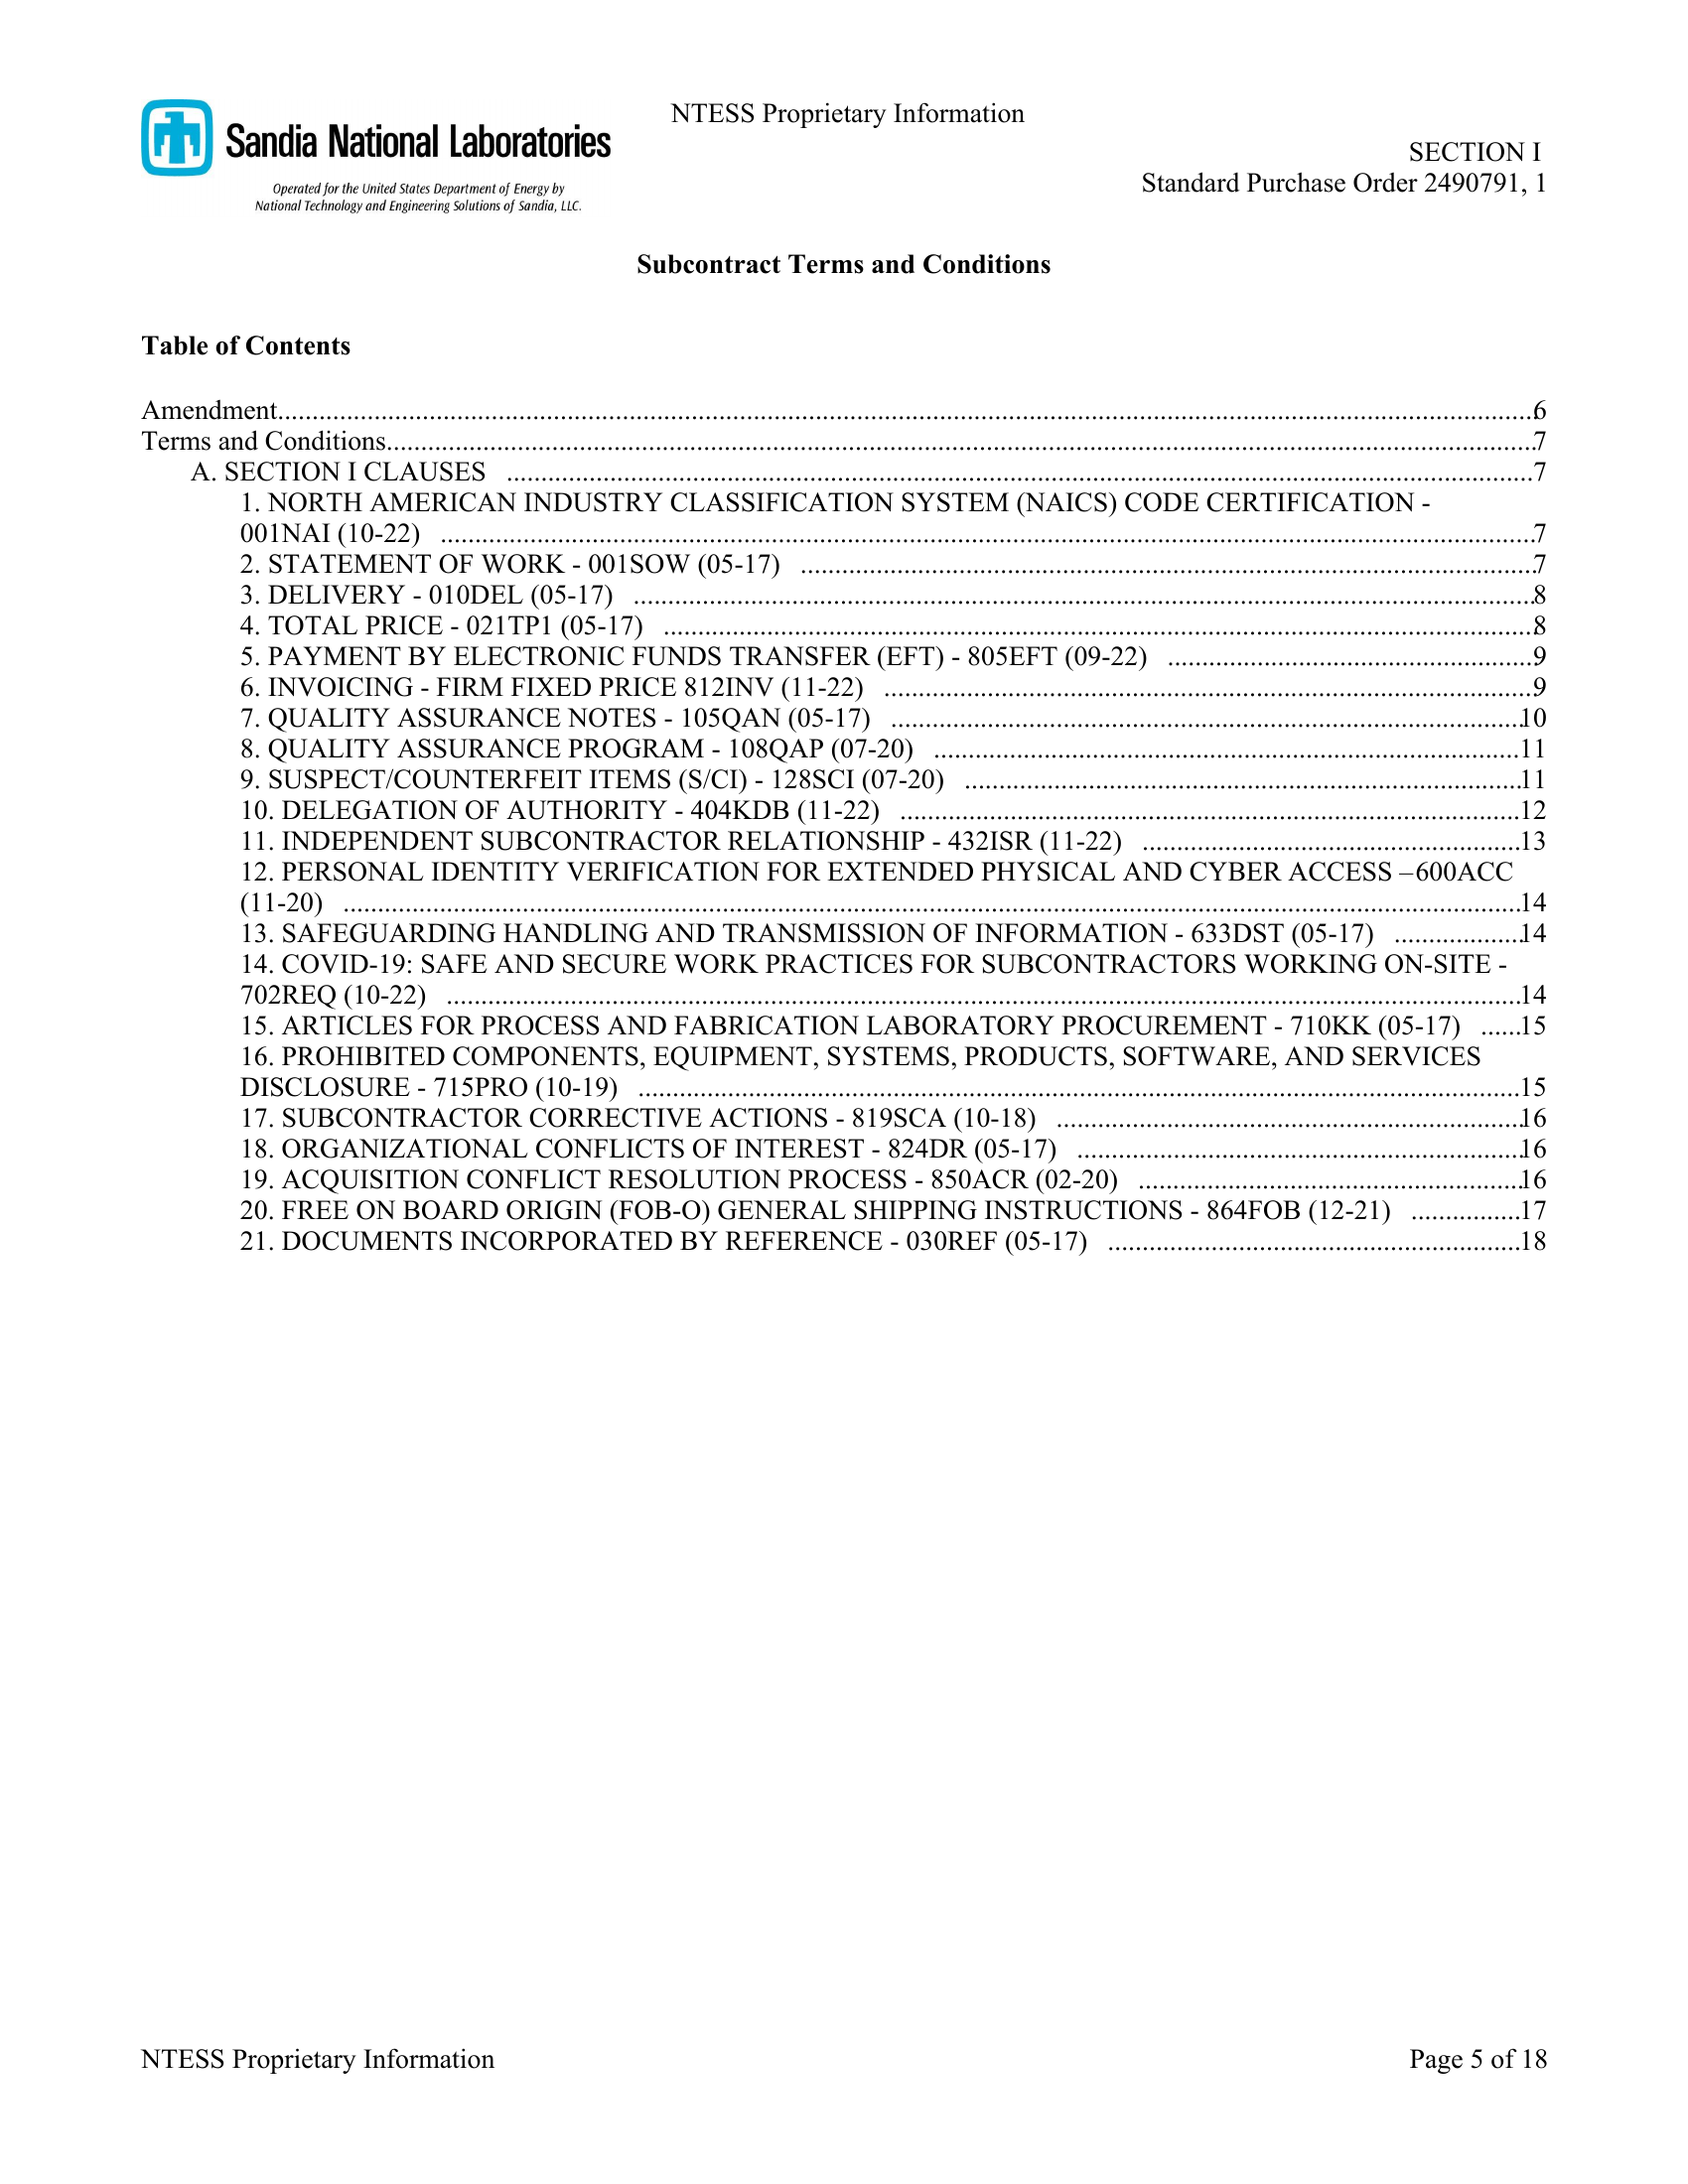 NTESS Proprietary Information
Sandia National Laboratories
Operated for the United States Department of Energy by
National Technology and Engineering Solutions of Sandia, LLC.
SECTION I
Standard Purchase Order 2490791, 1
Subcontract Terms and Conditions
Table of Contents
Amendment....................6
Terms and Conditions....................7
A. SECTION I CLAUSES ....................7
1. NORTH AMERICAN INDUSTRY CLASSIFICATION SYSTEM (NAICS) CODE CERTIFICATION -
001NAI (10-22) ....................7
2. STATEMENT OF WORK - 001SOW (05-17) ....................7
3. DELIVERY - 010DEL (05-17) ....................8
4. TOTAL PRICE - 021TP1 (05-17) ....................8
5. PAYMENT BY ELECTRONIC FUNDS TRANSFER (EFT) - 805EFT (09-22) ....................9
6. INVOICING - FIRM FIXED PRICE 812INV (11-22) ....................9
7. QUALITY ASSURANCE NOTES - 105QAN (05-17) ....................10
8. QUALITY ASSURANCE PROGRAM - 108QAP (07-20) ....................11
9. SUSPECT/COUNTERFEIT ITEMS (S/CI) - 128SCI (07-20) ....................11
10. DELEGATION OF AUTHORITY - 404KDB (11-22) ....................12
11. INDEPENDENT SUBCONTRACTOR RELATIONSHIP - 432ISR (11-22) ....................13
12. PERSONAL IDENTITY VERIFICATION FOR EXTENDED PHYSICAL AND CYBER ACCESS –600ACC
(11-20) ....................14
13. SAFEGUARDING HANDLING AND TRANSMISSION OF INFORMATION - 633DST (05-17) ..................14
14. COVID-19: SAFE AND SECURE WORK PRACTICES FOR SUBCONTRACTORS WORKING ON-SITE -
702REQ (10-22) ....................14
15. ARTICLES FOR PROCESS AND FABRICATION LABORATORY PROCUREMENT - 710KK (05-17) ......15
16. PROHIBITED COMPONENTS, EQUIPMENT, SYSTEMS, PRODUCTS, SOFTWARE, AND SERVICES
DISCLOSURE - 715PRO (10-19) ....................15
17. SUBCONTRACTOR CORRECTIVE ACTIONS - 819SCA (10-18) ....................16
18. ORGANIZATIONAL CONFLICTS OF INTEREST - 824DR (05-17) ....................16
19. ACQUISITION CONFLICT RESOLUTION PROCESS - 850ACR (02-20) ....................16
20. FREE ON BOARD ORIGIN (FOB-O) GENERAL SHIPPING INSTRUCTIONS - 864FOB (12-21) ................17
21. DOCUMENTS INCORPORATED BY REFERENCE - 030REF (05-17) ....................18
NTESS Proprietary Information
Page 5 of 18